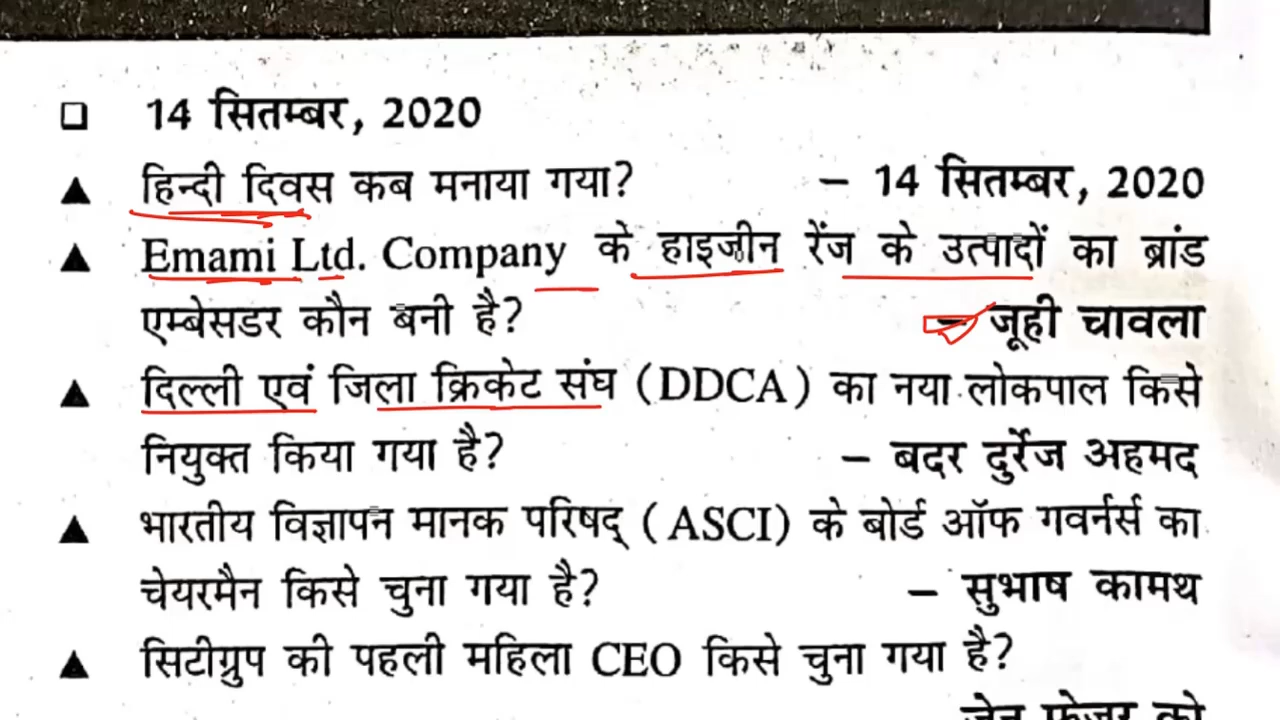 14 सितम्बर, 2020
हिन्दी दिवस कब मनाया गया? – 14 सितम्बर, 2020
Emami Ltd. Company के हाइजीन रेंज के उत्पादों का ब्रांड
एम्बेसडर कौन बनी है? – जूही चावला
दिल्ली एवं जिला क्रिकेट संघ (DDCA) का नया लोकपाल किसे
नियुक्त किया गया है? – बदर दुर्रेज अहमद
भारतीय विज्ञापन मानक परिषद् (ASCI) के बोर्ड ऑफ गवर्नर्स का
चेयरमैन किसे चुना गया है? – सुभाष कामथ
सिटीग्रुप की पहली महिला CEO किसे चुना गया है?
जेन फ्रेजर को